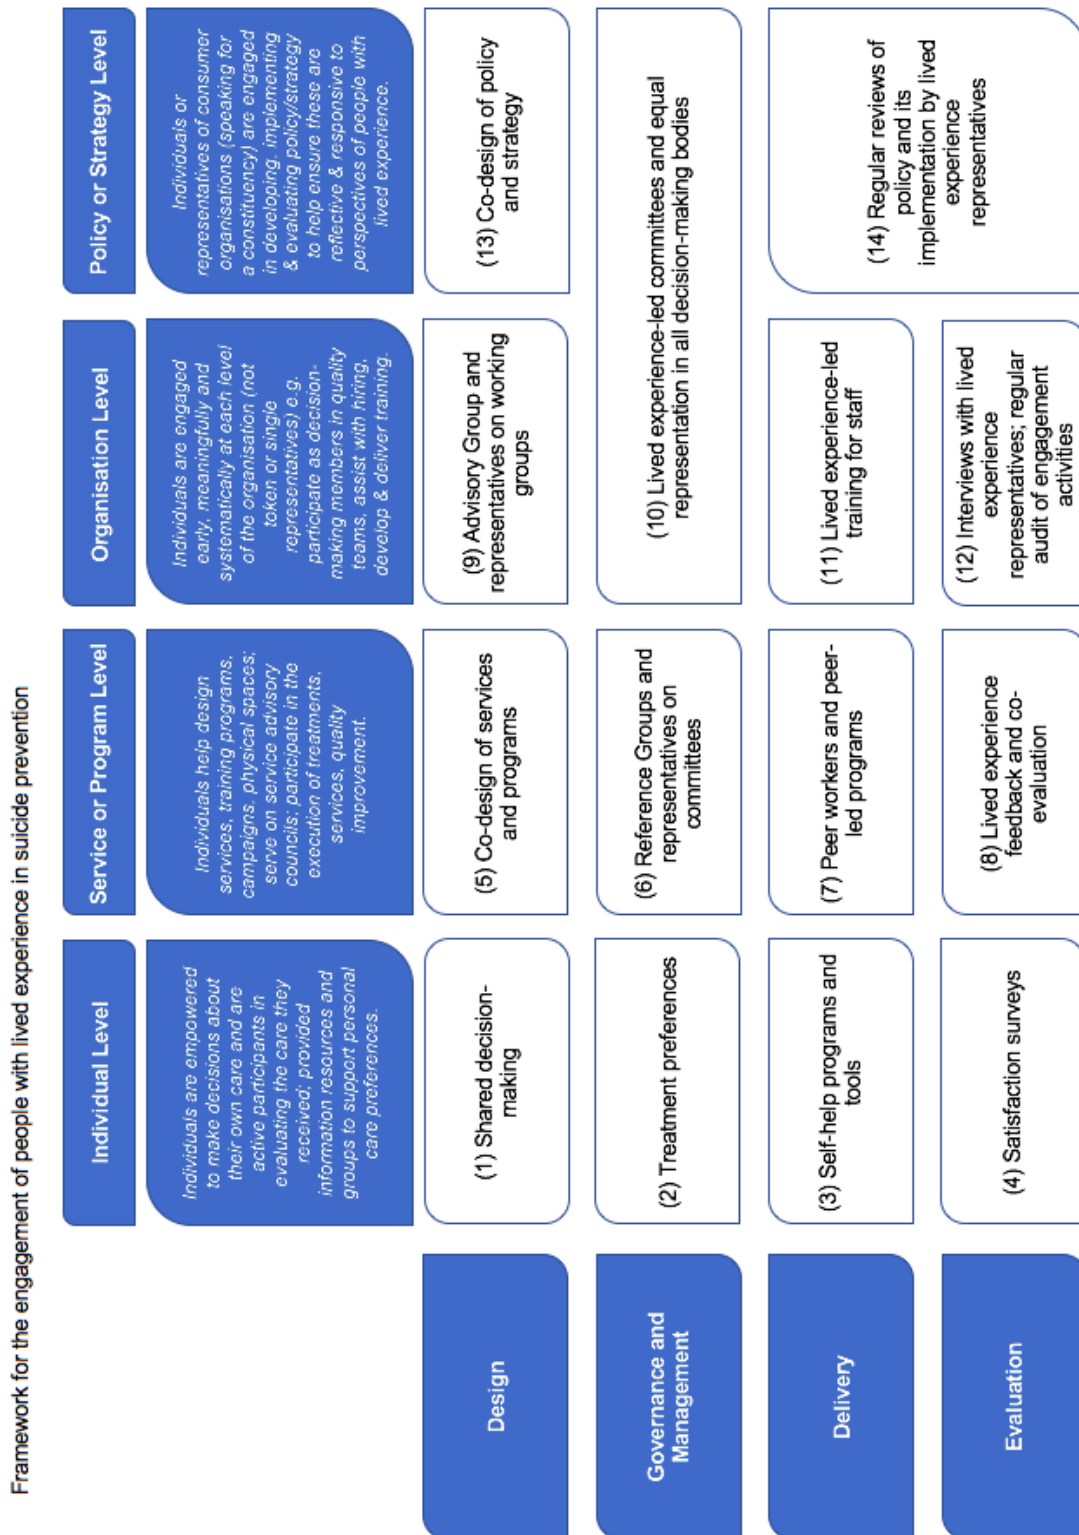 Framework for the engagement of people with lived experience in suicide prevention
Individual Level
Service or Program Level
Organisation Level
Policy or Strategy Level
Individuals are empowered
to make decisions about
their own care and are
active participants in
evaluating the care they
received; provided
information resources and
groups to support personal
care preferences.
Individuals help design
services, training programs,
campaigns, physical spaces;
serve on service advisory
councils; participate in the
execution of treatments,
services, quality
improvement.
Individuals are engaged
early, meaningfully and
systematically at each level
of the organisation (not
token or single
representatives) e.g.
participate as decision-
making members in quality
teams, assist with hiring,
develop & deliver training.
Individuals or
representatives of consumer
organisations (speaking for
a constituency) are engaged
in developing, implementing
& evaluating policy/strategy
to help ensure these are
reflective & responsive to
perspectives of people with
lived experience.
Design
(1) Shared decision-
making
(5) Co-design of services
and programs
(9) Advisory Group and
representatives on working
groups
(13) Co-design of policy
and strategy
Governance and
Management
(2) Treatment preferences
(6) Reference Groups and
representatives on
committees
(10) Lived experience-led committees and equal
representation in all decision-making bodies
Delivery
(3) Self-help programs and
tools
(7) Peer workers and peer-
led programs
(11) Lived experience-led
training for staff
(14) Regular reviews of
policy and its
implementation by lived
experience
representatives
Evaluation
(4) Satisfaction surveys
(8) Lived experience
feedback and co-
evaluation
(12) Interviews with lived
experience
representatives; regular
audit of engagement
activities